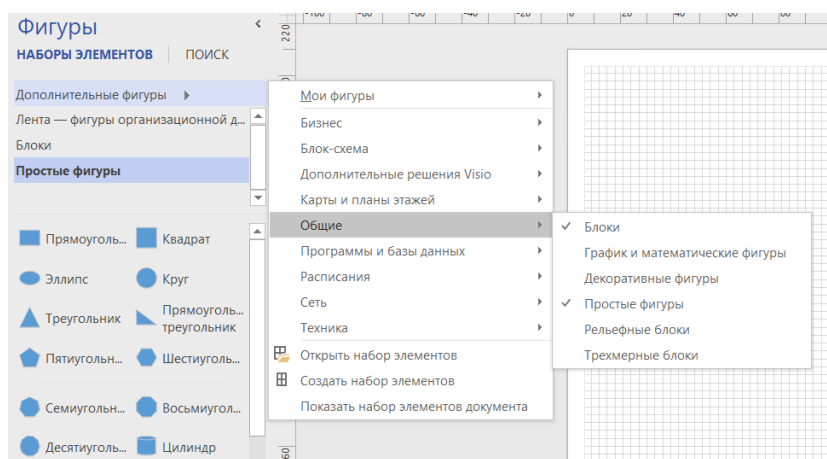 Фигуры
НАБОРЫ ЭЛЕМЕНТОВ ПОИСК
Дополнительные фигуры
Лента — фигуры организационной д...
Блоки
Простые фигуры
Прямоуголь... Квадрат
Эллипс Круг
Треугольник Прямоуголь... треугольник
Пятиугольн... Шестиуголь...
Семиугольн... Восьмиугол...
Десятиуголь... Цилиндр
Мои фигуры
Бизнес
Блок-схема
Дополнительные решения Visio
Карты и планы этажей
Общие
Программы и базы данных
Расписания
Сеть
Техника
Открыть набор элементов
Создать набор элементов
Показать набор элементов документа
Блоки
График и математические фигуры
Декоративные фигуры
Простые фигуры
Рельефные блоки
Трехмерные блоки
-100 -80 -60 -40 -20 0 20 40 60 80
220